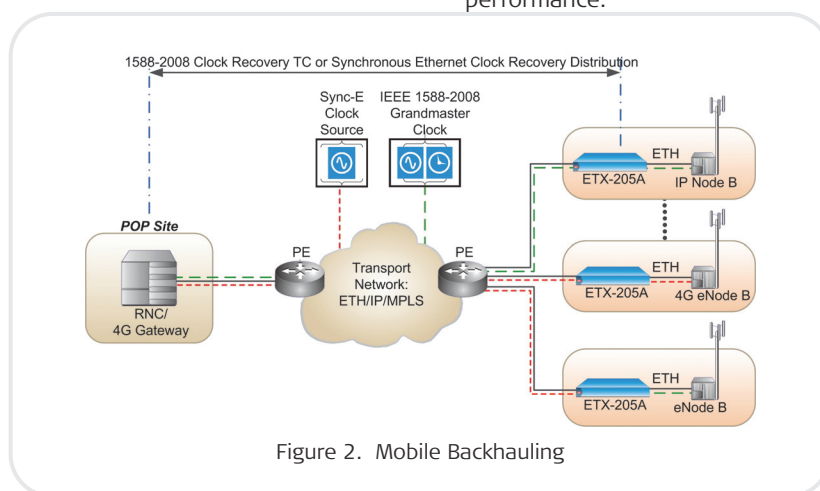 performance.
1588-2008 Clock Recovery TC or Synchronous Ethernet Clock Recovery Distribution
Sync-E
Clock
Source
IEEE 1588-2008
Grandmaster
Clock
ETH
ETX-205A
IP Node B
POP Site
RNC/
4G Gateway
PE
Transport
Network:
ETH/IP/MPLS
PE
ETH
ETX-205A
4G eNode B
ETH
ETX-205A
eNode B
Figure 2. Mobile Backhauling